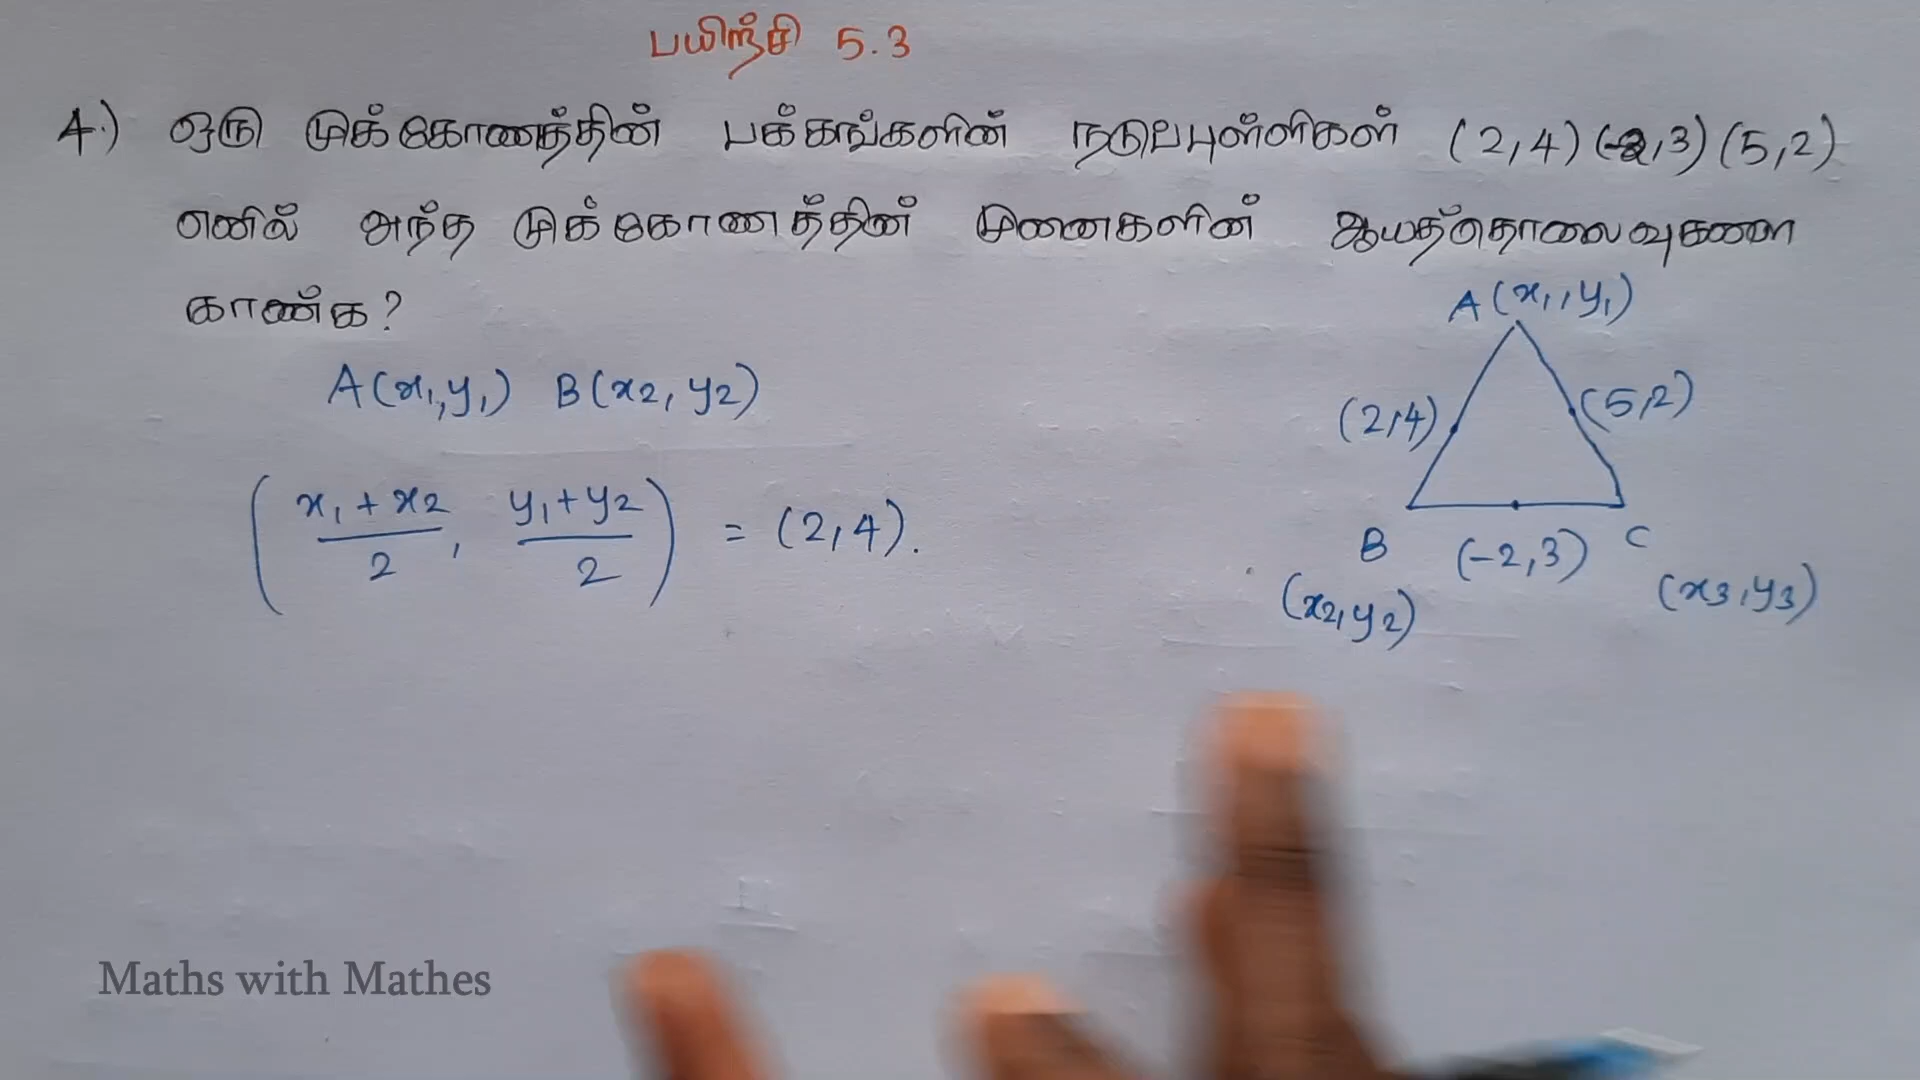 பயிற்சி 5.3
4.) ஒரு முக்கோணத்தின் பக்கங்களின் நடுபபுள்ளிகள் (2,4) (-2,3) (5,2)
எனில் அந்த முக்கோணத்தின் முனைகளின் ஆயத்தொலைவுகளை
காண்க?
A(x₁,y₁) B(x2, y2)
(x₁+x2/2, y₁+y2/2) = (2,4).
A(x₁,y₁)
(2,4) (5,2)
B (-2,3) C
(x2,y2) (x3,y3)
Maths with Mathes